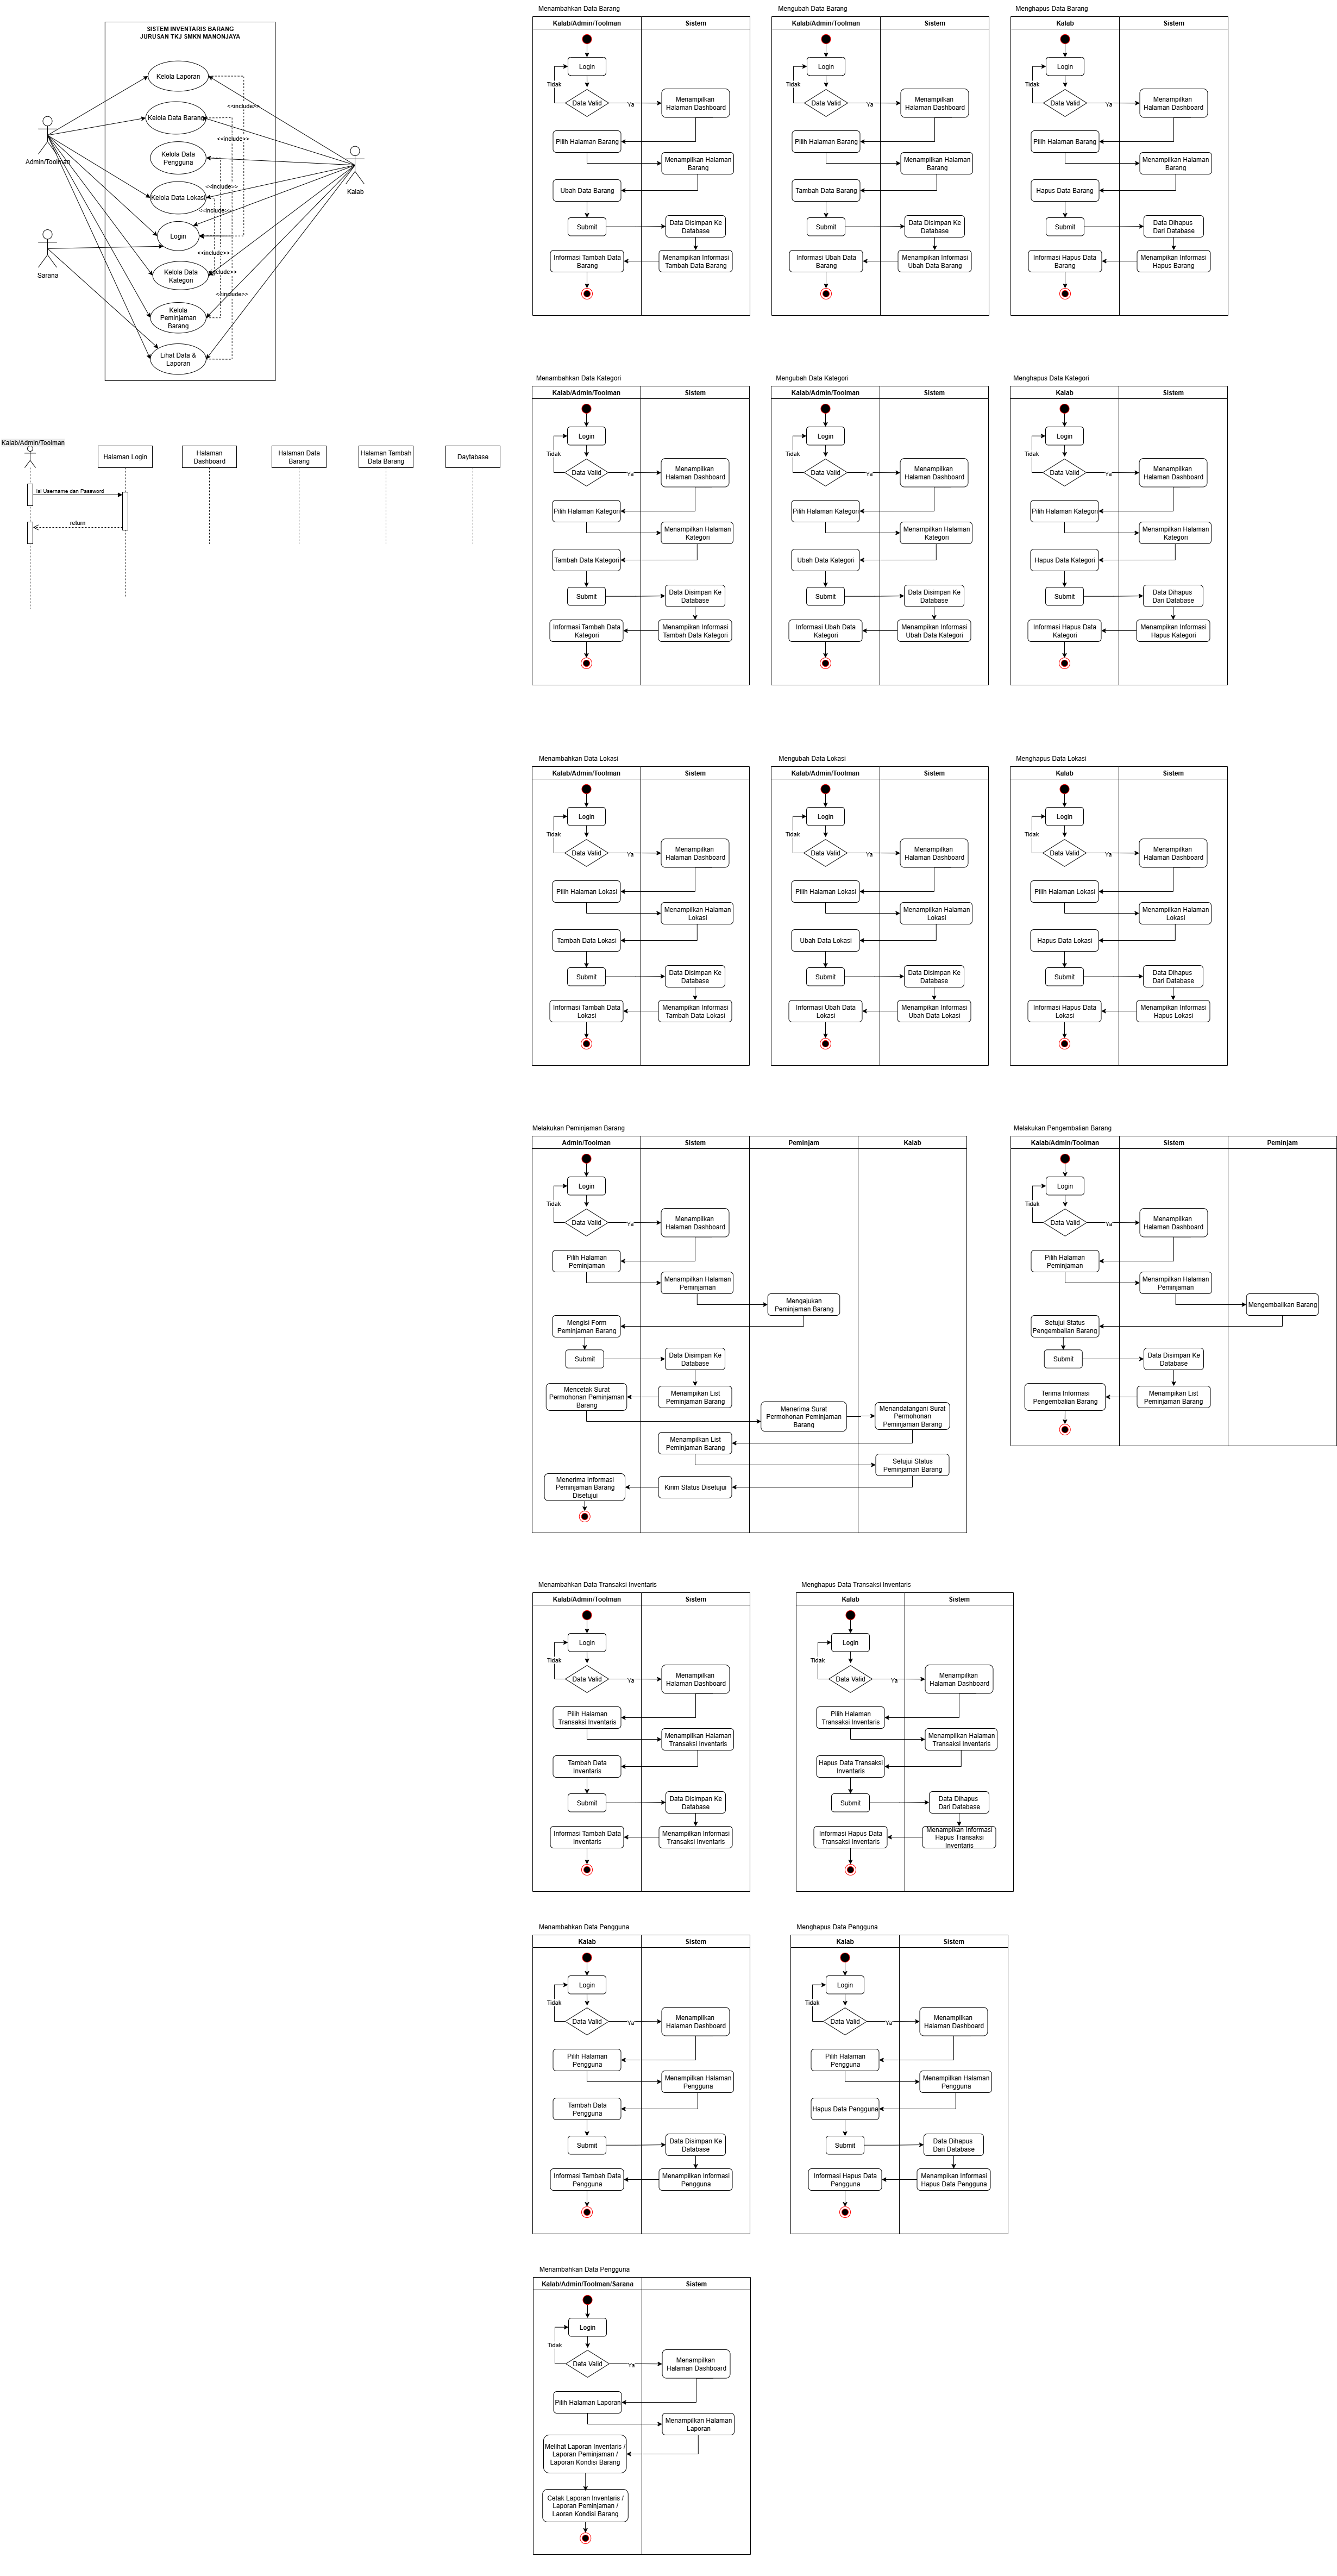 SISTEM INVENTARIS BARANG
JURUSAN TKJ SMKN MANONJAYA
Kelola Laporan
<<include>>
Kelola Data Barang
<<include>>
Admin/Toolman
Kelola Data
Pengguna
Kalab
<<include>>
Kelola Data Lokasi
<<include>>
Login
<<include>>
Sarana
Kelola Data
Kategori
<<include>>
<<include>>
Kelola
Peminjaman
Barang
Lihat Data &
Laporan
Kalab/Admin/Toolman
Halaman Login
Halaman
Dashboard
Halaman Data
Barang
Halaman Tambah
Data Barang
Daytabase
Isi Username dan Password
return
Menambahkan Data Barang
Kalab/Admin/Toolman
Sistem
Login
Tidak
Data Valid
Ya
Menampilkan
Halaman Dashboard
Pilih Halaman Barang
Menampilkan Halaman
Barang
Ubah Data Barang
Submit
Data Disimpan Ke
Database
Informasi Tambah Data
Barang
Menampikan Informasi
Tambah Data Barang
Mengubah Data Barang
Kalab/Admin/Toolman
Sistem
Login
Tidak
Data Valid
Ya
Menampilkan
Halaman Dashboard
Pilih Halaman Barang
Menampilkan Halaman
Barang
Tambah Data Barang
Submit
Data Disimpan Ke
Database
Informasi Ubah Data
Barang
Menampikan Informasi
Ubah Data Barang
Menghapus Data Barang
Kalab
Sistem
Login
Tidak
Data Valid
Ya
Menampilkan
Halaman Dashboard
Pilih Halaman Barang
Menampilkan Halaman
Barang
Hapus Data Barang
Submit
Data Dihapus
Dari Database
Informasi Hapus Data
Barang
Menampikan Informasi
Hapus Barang
Menambahkan Data Kategori
Kalab/Admin/Toolman
Sistem
Login
Tidak
Data Valid
Ya
Menampilkan
Halaman Dashboard
Pilih Halaman Kategori
Menampilkan Halaman
Kategori
Tambah Data Kategori
Submit
Data Disimpan Ke
Database
Informasi Tambah Data
Kategori
Menampikan Informasi
Tambah Data Kategori
Mengubah Data Kategori
Kalab/Admin/Toolman
Sistem
Login
Tidak
Data Valid
Ya
Menampilkan
Halaman Dashboard
Pilih Halaman Kategori
Menampilkan Halaman
Kategori
Ubah Data Kategori
Submit
Data Disimpan Ke
Database
Informasi Ubah Data
Kategori
Menampikan Informasi
Ubah Data Kategori
Menghapus Data Kategori
Kalab
Sistem
Login
Tidak
Data Valid
Ya
Menampilkan
Halaman Dashboard
Pilih Halaman Kategori
Menampilkan Halaman
Kategori
Hapus Data Kategori
Submit
Data Dihapus
Dari Database
Informasi Hapus Data
Kategori
Menampikan Informasi
Hapus Kategori
Menambahkan Data Lokasi
Kalab/Admin/Toolman
Sistem
Login
Tidak
Data Valid
Ya
Menampilkan
Halaman Dashboard
Pilih Halaman Lokasi
Menampilkan Halaman
Lokasi
Tambah Data Lokasi
Submit
Data Disimpan Ke
Database
Informasi Tambah Data
Lokasi
Menampikan Informasi
Tambah Data Lokasi
Mengubah Data Lokasi
Kalab/Admin/Toolman
Sistem
Login
Tidak
Data Valid
Ya
Menampilkan
Halaman Dashboard
Pilih Halaman Lokasi
Menampilkan Halaman
Lokasi
Ubah Data Lokasi
Submit
Data Disimpan Ke
Database
Informasi Ubah Data
Lokasi
Menampikan Informasi
Ubah Data Lokasi
Menghapus Data Lokasi
Kalab
Sistem
Login
Tidak
Data Valid
Ya
Menampilkan
Halaman Dashboard
Pilih Halaman Lokasi
Menampilkan Halaman
Lokasi
Hapus Data Lokasi
Submit
Data Dihapus
Dari Database
Informasi Hapus Data
Lokasi
Menampikan Informasi
Hapus Lokasi
Melakukan Peminjaman Barang
Admin/Toolman
Sistem
Peminjam
Kalab
Login
Tidak
Data Valid
Ya
Menampilkan
Halaman Dashboard
Pilih Halaman
Peminjaman
Menampilkan Halaman
Peminjaman
Mengajukan
Peminjaman Barang
Mengisi Form
Peminjaman Barang
Submit
Data Disimpan Ke
Database
Mencetak Surat
Permohonan Peminjaman
Barang
Menampikan List
Peminjaman Barang
Menerima Surat
Permohonan Peminjaman
Barang
Menandatangani Surat
Permohonan
Peminjaman Barang
Menampilkan List
Peminjaman Barang
Setujui Status
Peminjaman Barang
Menerima Informasi
Peminjaman Barang
Disetujui
Kirim Status Disetujui
Melakukan Pengembalian Barang
Kalab/Admin/Toolman
Sistem
Peminjam
Login
Tidak
Data Valid
Ya
Menampilkan
Halaman Dashboard
Pilih Halaman
Peminjaman
Menampilkan Halaman
Peminjaman
Mengembalikan Barang
Setujui Status
Pengembalian Barang
Submit
Data Disimpan Ke
Database
Terima Informasi
Pengembalian Barang
Menampikan List
Peminjaman Barang
Menambahkan Data Transaksi Inventaris
Kalab/Admin/Toolman
Sistem
Login
Tidak
Data Valid
Ya
Menampilkan
Halaman Dashboard
Pilih Halaman
Transaksi Inventaris
Menampilkan Halaman
Transaksi Inventaris
Tambah Data
Inventaris
Submit
Data Disimpan Ke
Database
Informasi Tambah Data
Inventaris
Menampilkan Informasi
Transaksi Inventaris
Menghapus Data Transaksi Inventaris
Kalab
Sistem
Login
Tidak
Data Valid
Ya
Menampilkan
Halaman Dashboard
Pilih Halaman
Transaksi Inventaris
Menampilkan Halaman
Transaksi Inventaris
Hapus Data Transaksi
Inventaris
Submit
Data Dihapus
Dari Database
Informasi Hapus Data
Transaksi Inventaris
Menampikan Informasi
Hapus Transaksi
Inventaris
Menambahkan Data Pengguna
Kalab
Sistem
Login
Tidak
Data Valid
Ya
Menampilkan
Halaman Dashboard
Pilih Halaman
Pengguna
Menampilkan Halaman
Pengguna
Tambah Data
Pengguna
Submit
Data Disimpan Ke
Database
Informasi Tambah Data
Pengguna
Menampilkan Informasi
Pengguna
Menghapus Data Pengguna
Kalab
Sistem
Login
Tidak
Data Valid
Ya
Menampilkan
Halaman Dashboard
Pilih Halaman
Pengguna
Menampilkan Halaman
Pengguna
Hapus Data Pengguna
Submit
Data Dihapus
Dari Database
Informasi Hapus Data
Pengguna
Menampikan Informasi
Hapus Data Pengguna
Menambahkan Data Pengguna
Kalab/Admin/Toolman/Sarana
Sistem
Login
Tidak
Data Valid
Ya
Menampilkan
Halaman Dashboard
Pilih Halaman Laporan
Menampilkan Halaman
Laporan
Melihat Laporan Inventaris /
Laporan Peminjaman /
Laporan Kondisi Barang
Cetak Laporan Inventaris /
Laporan Peminjaman /
Laoran Kondisi Barang